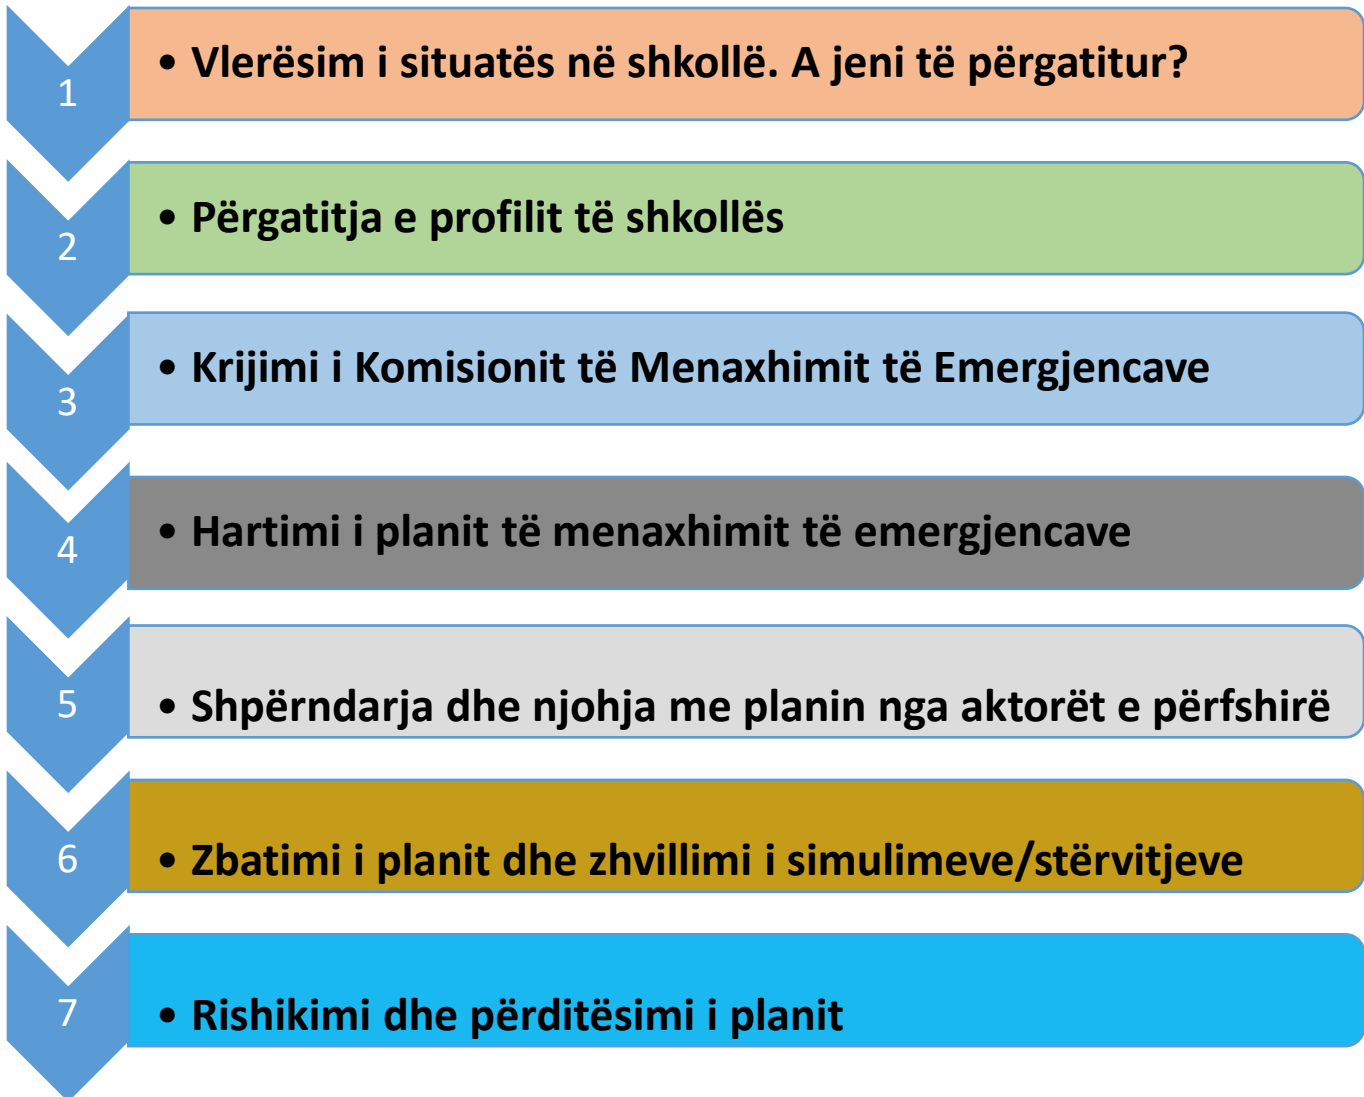 1
• Vlerësim i situatës në shkollë. A jeni të përgatitur?
2
• Përgatitja e profilit të shkollës
3
• Krijimi i Komisionit të Menaxhimit të Emergjencave
4
• Hartimi i planit të menaxhimit të emergjencave
5
• Shpërndarja dhe njohja me planin nga aktorët e përfshirë
6
• Zbatimi i planit dhe zhvillimi i simulimeve/stërvitjeve
7
• Rishikimi dhe përditësimi i planit